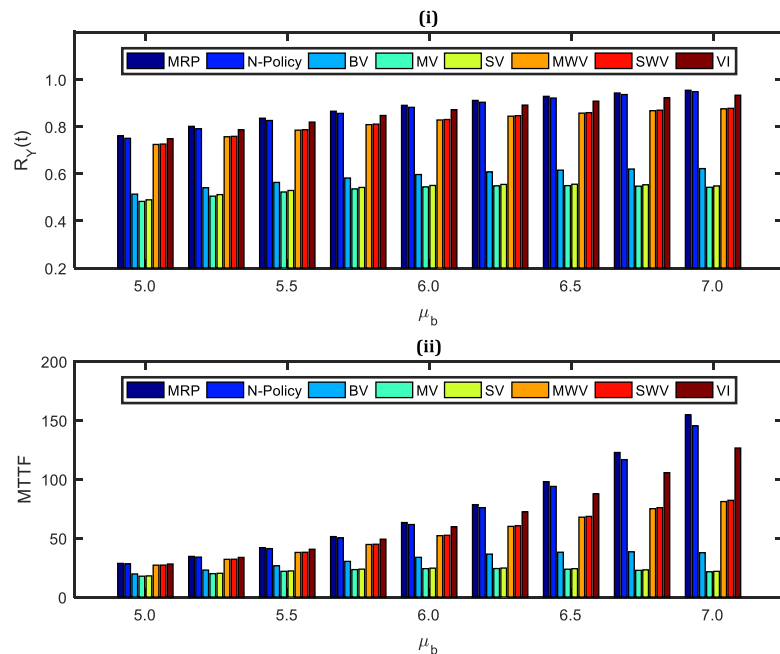 (i)
MRP N-Policy BV MV SV MWV SWV VI
R_Y(t)
1.0
0.8
0.6
0.4
0.2
5.0 5.5 6.0 6.5 7.0
μ_b
(ii)
MRP N-Policy BV MV SV MWV SWV VI
MTTF
200
150
100
50
0
5.0 5.5 6.0 6.5 7.0
μ_b